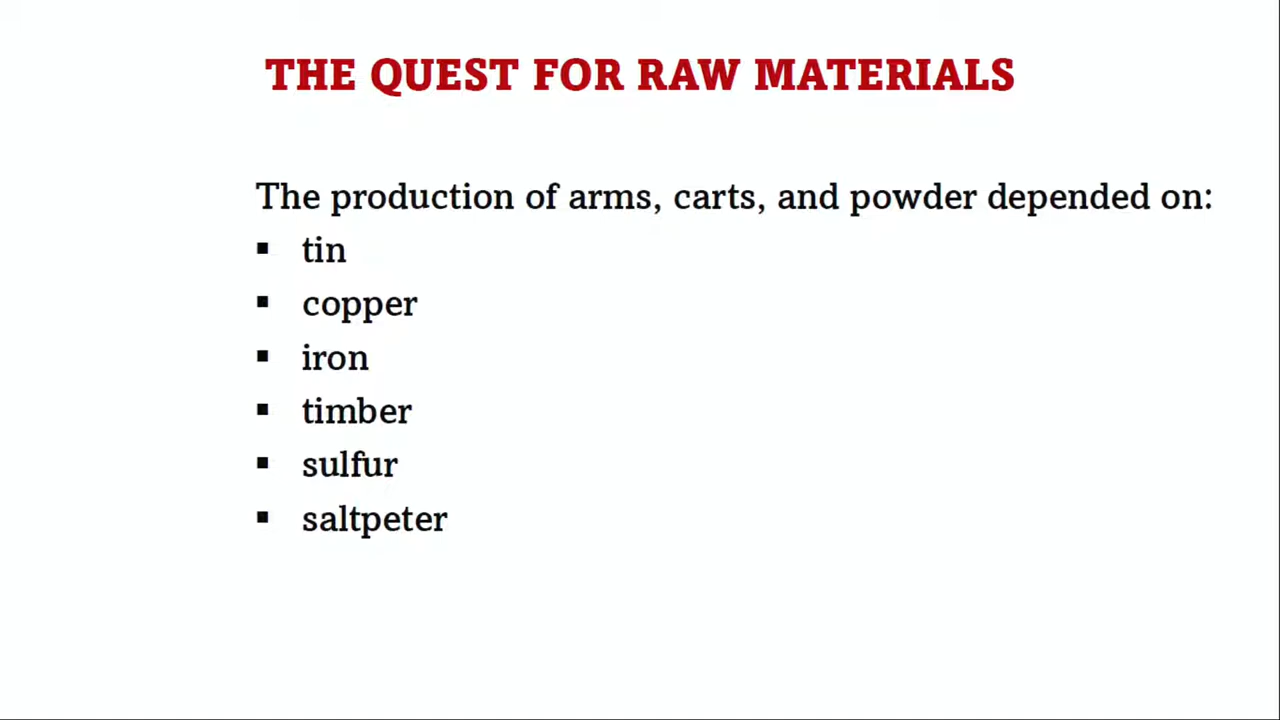 THE QUEST FOR RAW MATERIALS
The production of arms, carts, and powder depended on:
▪ tin
▪ copper
▪ iron
▪ timber
▪ sulfur
▪ saltpeter